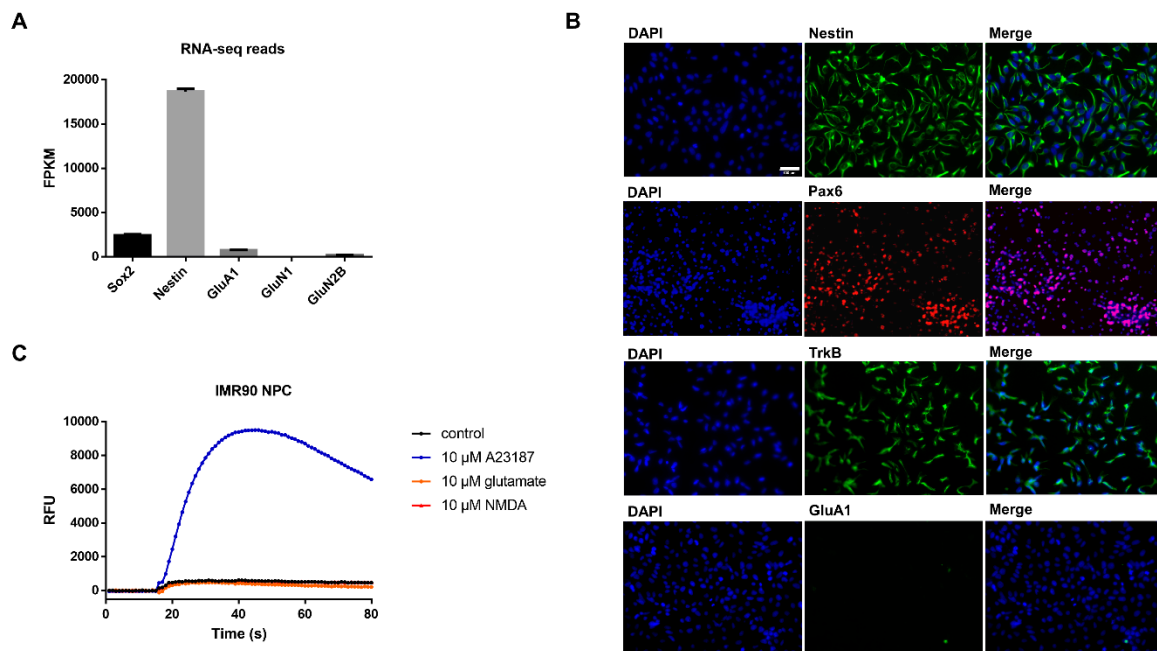 A
RNA-seq reads
20000
15000
10000
5000
0
FPKM
Sox2
Nestin
GluA1
GluN1
GluN2B
B
DAPI
Nestin
Merge
DAPI
Pax6
Merge
DAPI
TrkB
Merge
DAPI
GluA1
Merge
C
IMR90 NPC
10000
8000
6000
4000
2000
0
RFU
0
20
40
60
80
Time (s)
control
10 µM A23187
10 µM glutamate
10 µM NMDA